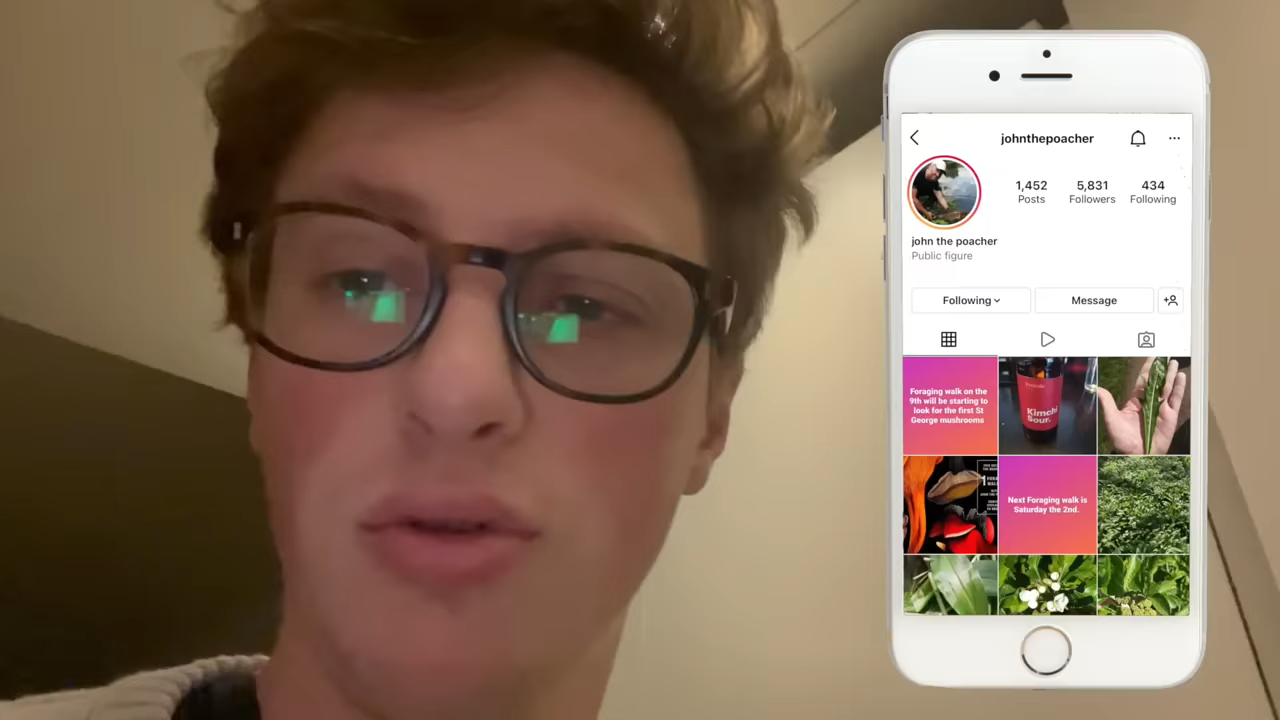 johnthepoacher
1,452
5,831
434
Posts
Followers
Following
john the poacher
Public figure
Following
Message
Foraging walk on the
9th will be starting to
look for the first St
George mushrooms
Kimchi
Sour.
Next Foraging walk is
Saturday the 2nd.